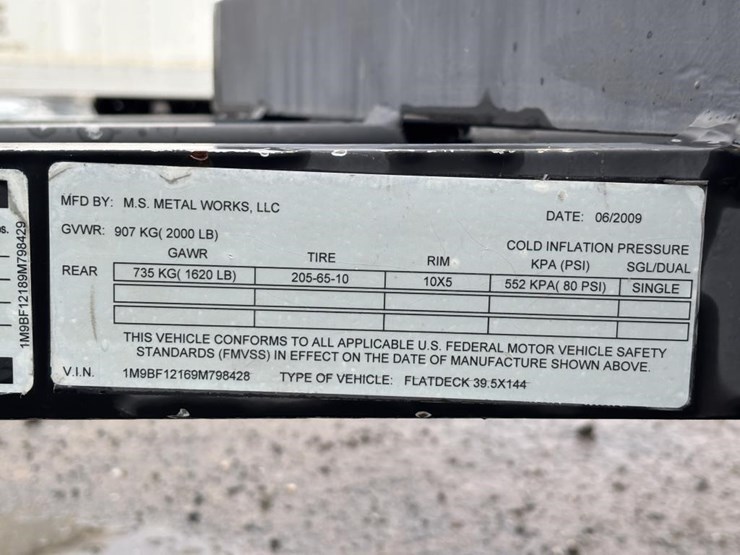 MFD BY: M.S. METAL WORKS, LLC
DATE: 06/2009
GVWR: 907 KG( 2000 LB)
COLD INFLATION PRESSURE
GAWR TIRE RIM KPA (PSI) SGL/DUAL
REAR 735 KG( 1620 LB) 205-65-10 10X5 552 KPA( 80 PSI) SINGLE
THIS VEHICLE CONFORMS TO ALL APPLICABLE U.S. FEDERAL MOTOR VEHICLE SAFETY
STANDARDS (FMVSS) IN EFFECT ON THE DATE OF MANUFACTURE SHOWN ABOVE.
V.I.N. 1M9BF12169M798428 TYPE OF VEHICLE: FLATDECK 39.5X144
1M9BF12189M798429